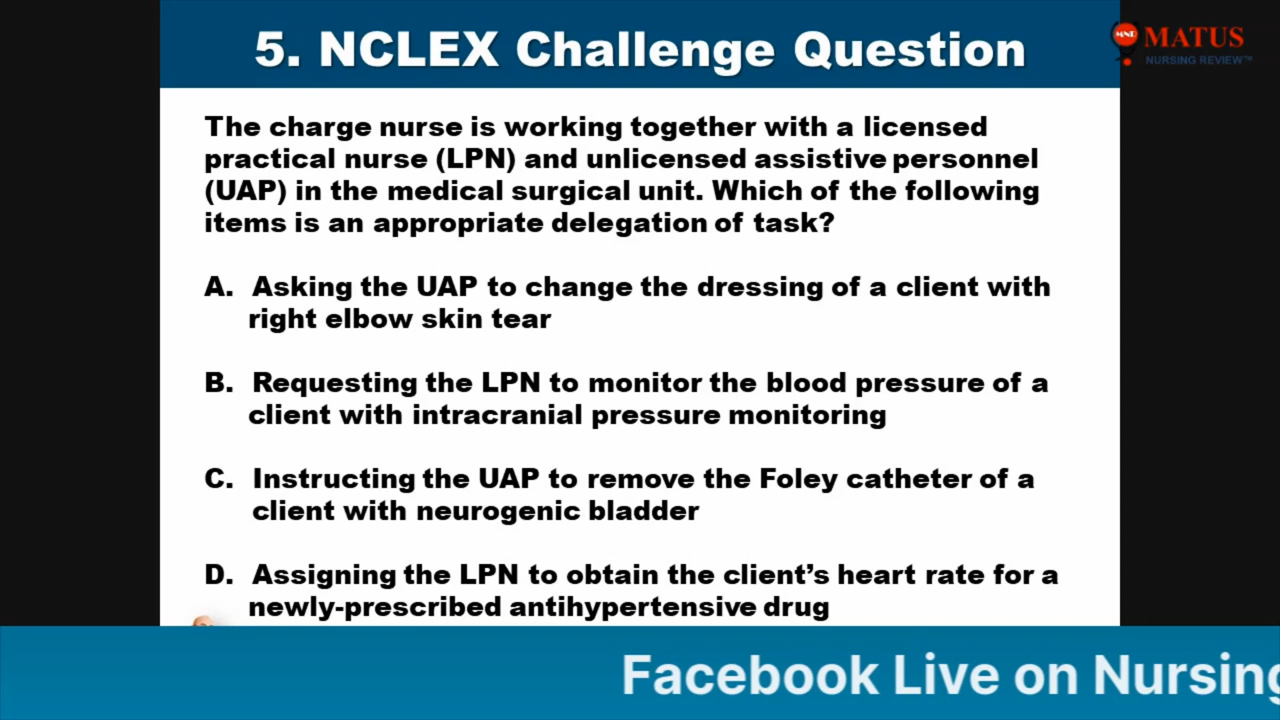 5. NCLEX Challenge Question
MNR MATUS
NURSING REVIEW™
The charge nurse is working together with a licensed
practical nurse (LPN) and unlicensed assistive personnel
(UAP) in the medical surgical unit. Which of the following
items is an appropriate delegation of task?
A. Asking the UAP to change the dressing of a client with
right elbow skin tear
B. Requesting the LPN to monitor the blood pressure of a
client with intracranial pressure monitoring
C. Instructing the UAP to remove the Foley catheter of a
client with neurogenic bladder
D. Assigning the LPN to obtain the client’s heart rate for a
newly-prescribed antihypertensive drug
Facebook Live on Nursing